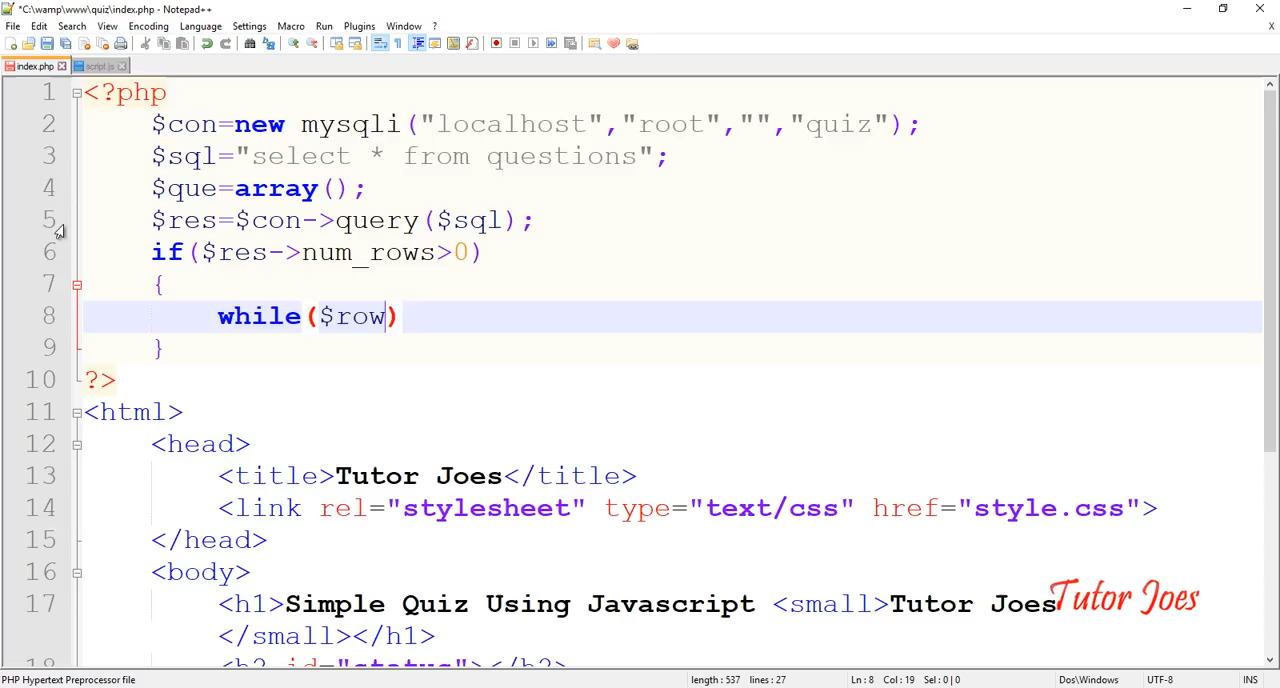 *C:\wamp\www\quiz\index.php - Notepad++
File Edit Search View Encoding Language Settings Macro Run Plugins Window ?
X
index.php script.js
1 <?php
2 $con=new mysqli("localhost","root","","quiz");
3 $sql="select * from questions";
4 $que=array();
5 $res=$con->query($sql);
6 if($res->num_rows>0)
7 {
8 while($row)
9 }
10 ?>
11 <html>
12 <head>
13 <title>Tutor Joes</title>
14 <link rel="stylesheet" type="text/css" href="style.css">
15 </head>
16 <body>
17 <h1>Simple Quiz Using Javascript <small>Tutor Joes
Tutor Joes
</small></h1>
18 <h2 id="status"></h2>
PHP Hypertext Preprocessor file length : 537 lines : 27 Ln : 8 Col : 19 Sel : 0 | 0 Dos\Windows UTF-8 INS